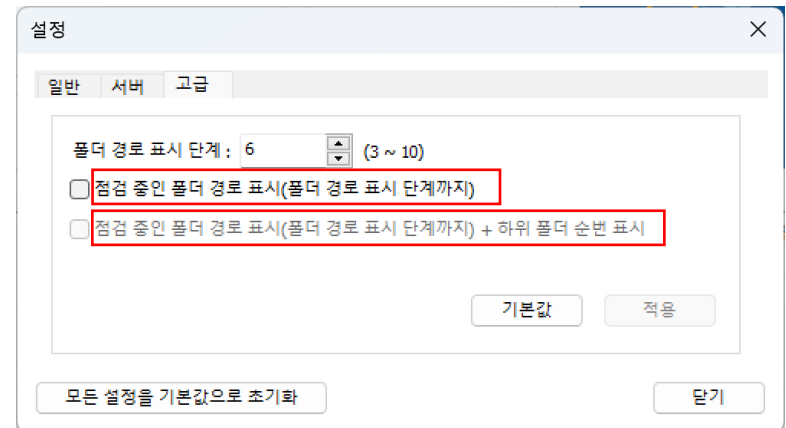 설정
일반 서버 고급
폴더 경로 표시 단계 : 6 (3 ~ 10)
점검 중인 폴더 경로 표시(폴더 경로 표시 단계까지)
점검 중인 폴더 경로 표시(폴더 경로 표시 단계까지) + 하위 폴더 순번 표시
기본값 적용
모든 설정을 기본값으로 초기화 닫기